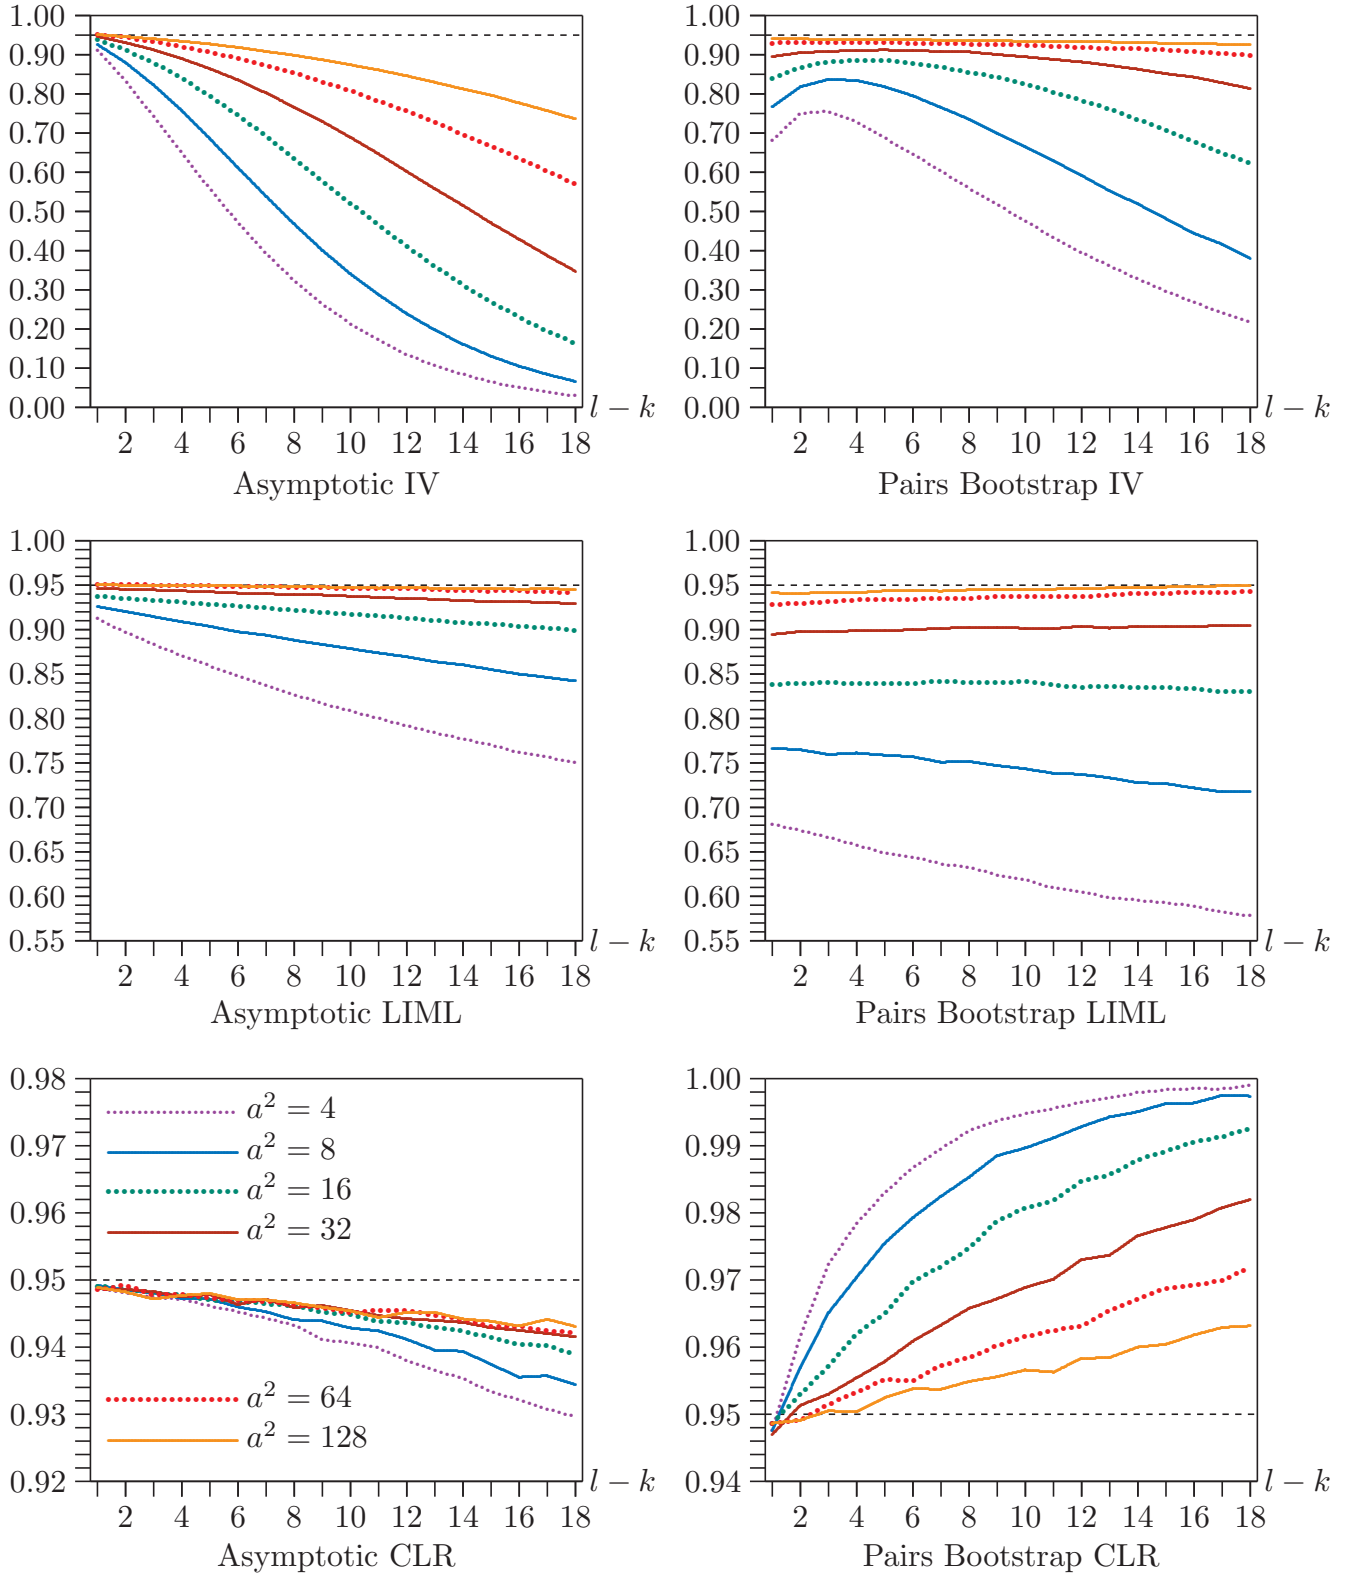 1.00
0.90
0.80
0.70
0.60
0.50
0.40
0.30
0.20
0.10
0.00
2 4 6 8 10 12 14 16 18
l − k
Asymptotic IV
1.00
0.90
0.80
0.70
0.60
0.50
0.40
0.30
0.20
0.10
0.00
2 4 6 8 10 12 14 16 18
l − k
Pairs Bootstrap IV
1.00
0.95
0.90
0.85
0.80
0.75
0.70
0.65
0.60
0.55
2 4 6 8 10 12 14 16 18
l − k
Asymptotic LIML
1.00
0.95
0.90
0.85
0.80
0.75
0.70
0.65
0.60
0.55
2 4 6 8 10 12 14 16 18
l − k
Pairs Bootstrap LIML
0.98
0.97
0.96
0.95
0.94
0.93
0.92
a² = 4
a² = 8
a² = 16
a² = 32
a² = 64
a² = 128
2 4 6 8 10 12 14 16 18
l − k
Asymptotic CLR
1.00
0.99
0.98
0.97
0.96
0.95
0.94
2 4 6 8 10 12 14 16 18
l − k
Pairs Bootstrap CLR